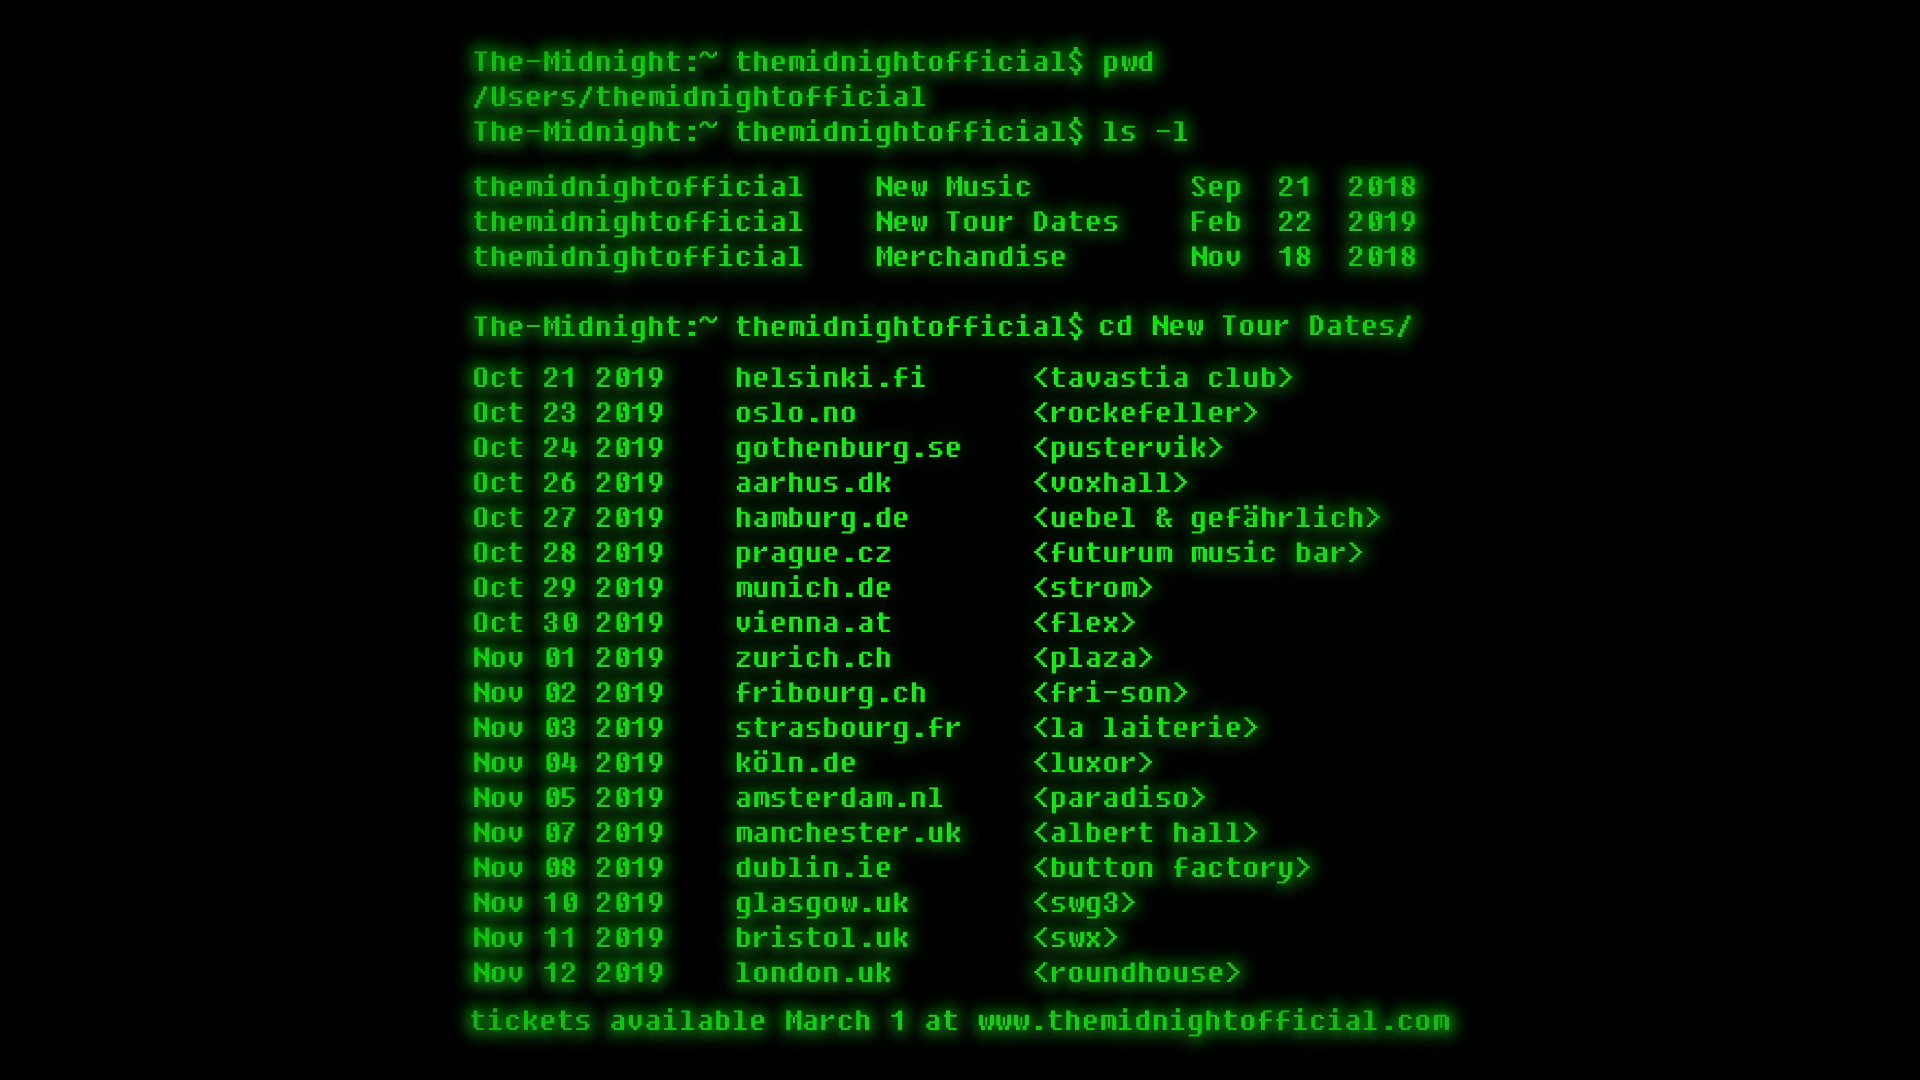 The-Midnight:~ themidnightofficial$ pwd
/Users/themidnightofficial
The-Midnight:~ themidnightofficial$ ls -l
themidnightofficial    New Music         Sep  21  2018
themidnightofficial    New Tour Dates    Feb  22  2019
themidnightofficial    Merchandise       Nov  18  2018
The-Midnight:~ themidnightofficial$ cd New Tour Dates/
Oct 21 2019    helsinki.fi      <tavastia club>
Oct 23 2019    oslo.no          <rockefeller>
Oct 24 2019    gothenburg.se    <pustervik>
Oct 26 2019    aarhus.dk        <voxhall>
Oct 27 2019    hamburg.de       <uebel & gefährlich>
Oct 28 2019    prague.cz        <futurum music bar>
Oct 29 2019    munich.de        <strom>
Oct 30 2019    vienna.at        <flex>
Nov 01 2019    zurich.ch        <plaza>
Nov 02 2019    fribourg.ch      <fri-son>
Nov 03 2019    strasbourg.fr    <la laiterie>
Nov 04 2019    köln.de          <luxor>
Nov 05 2019    amsterdam.nl     <paradiso>
Nov 07 2019    manchester.uk    <albert hall>
Nov 08 2019    dublin.ie        <button factory>
Nov 10 2019    glasgow.uk       <swg3>
Nov 11 2019    bristol.uk       <swx>
Nov 12 2019    london.uk        <roundhouse>
tickets available March 1 at www.themidnightofficial.com